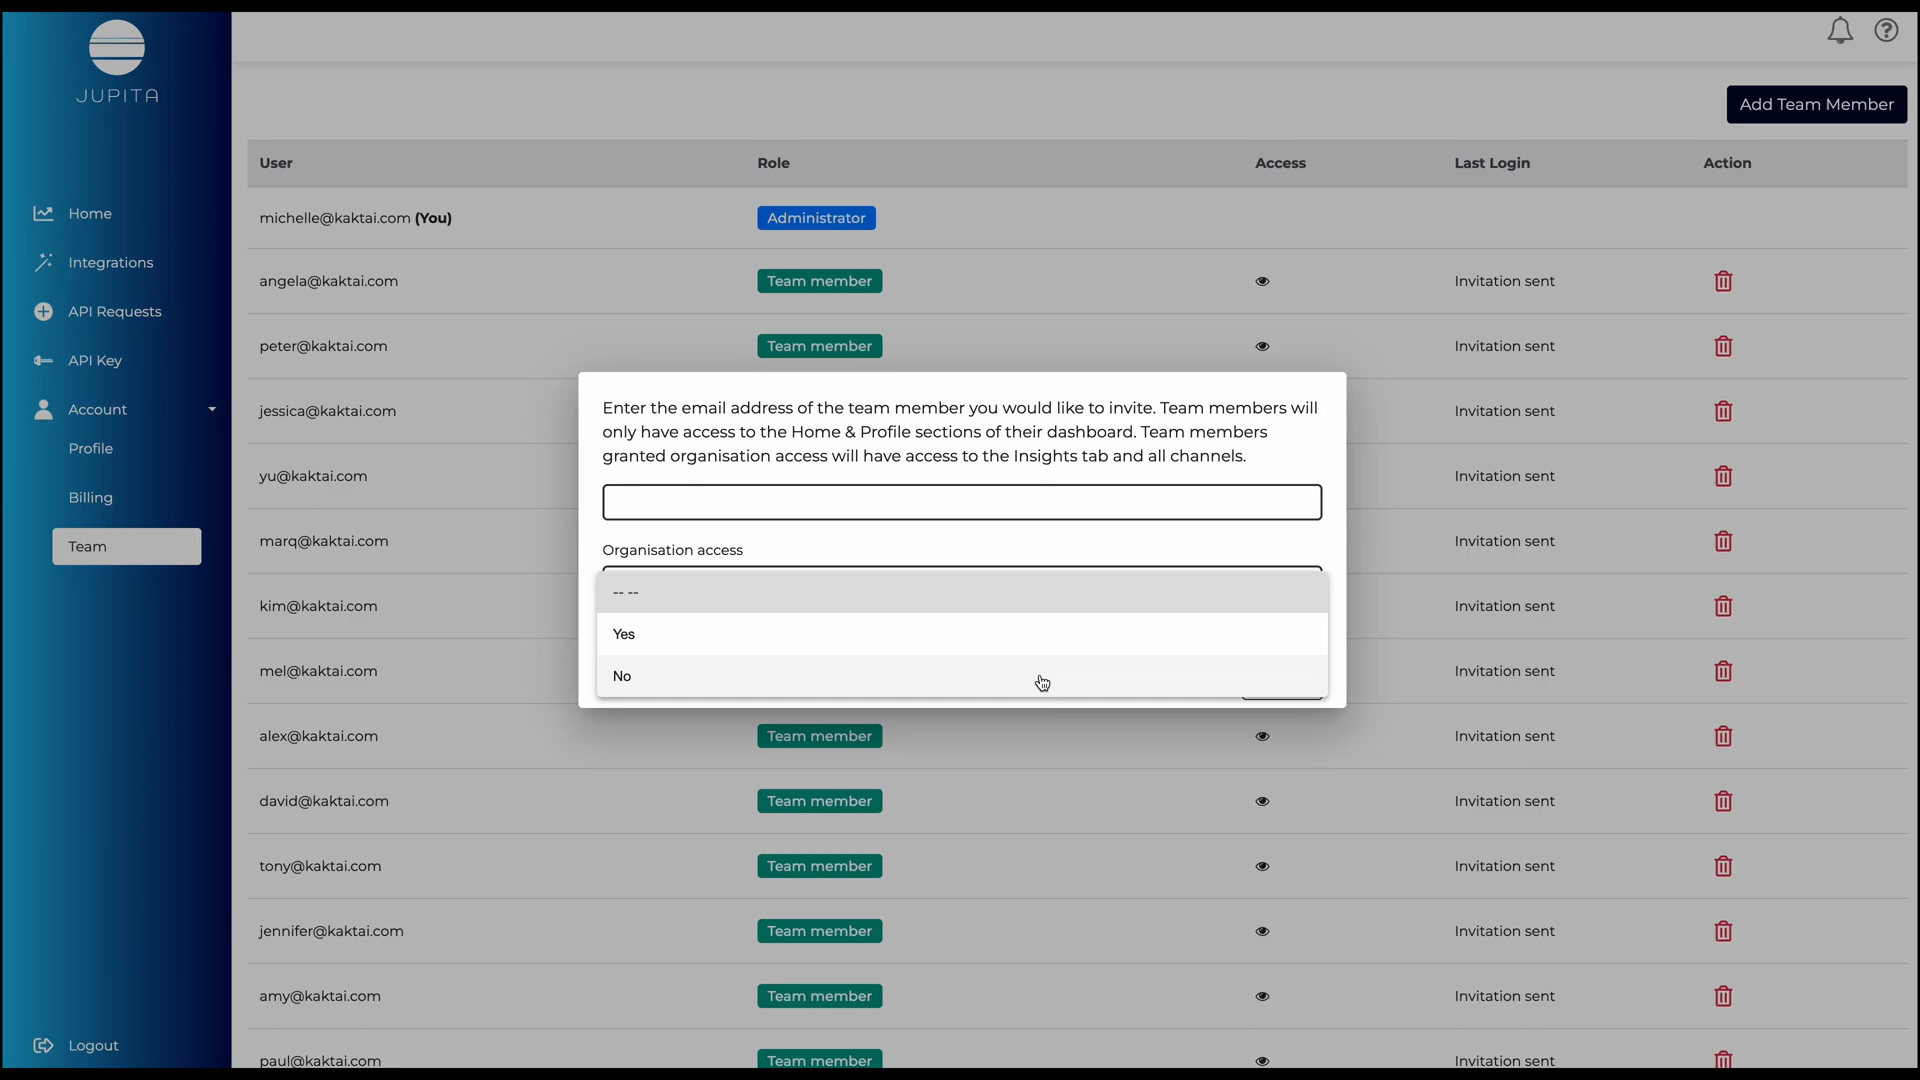 JUPITA
Add Team Member
User Role Access Last Login Action
Home
michelle@kaktai.com (You) Administrator
Integrations
angela@kaktai.com Team member Invitation sent
API Requests
peter@kaktai.com Team member Invitation sent
API Key
Account
jessica@kaktai.com Invitation sent
Profile
yu@kaktai.com Invitation sent
Billing
marq@kaktai.com Invitation sent
Team
kim@kaktai.com Invitation sent
mel@kaktai.com Invitation sent
Enter the email address of the team member you would like to invite. Team members will
only have access to the Home & Profile sections of their dashboard. Team members
granted organisation access will have access to the Insights tab and all channels.
Organisation access
-- --
Yes
No
alex@kaktai.com Team member Invitation sent
david@kaktai.com Team member Invitation sent
tony@kaktai.com Team member Invitation sent
jennifer@kaktai.com Team member Invitation sent
amy@kaktai.com Team member Invitation sent
Logout
paul@kaktai.com Team member Invitation sent